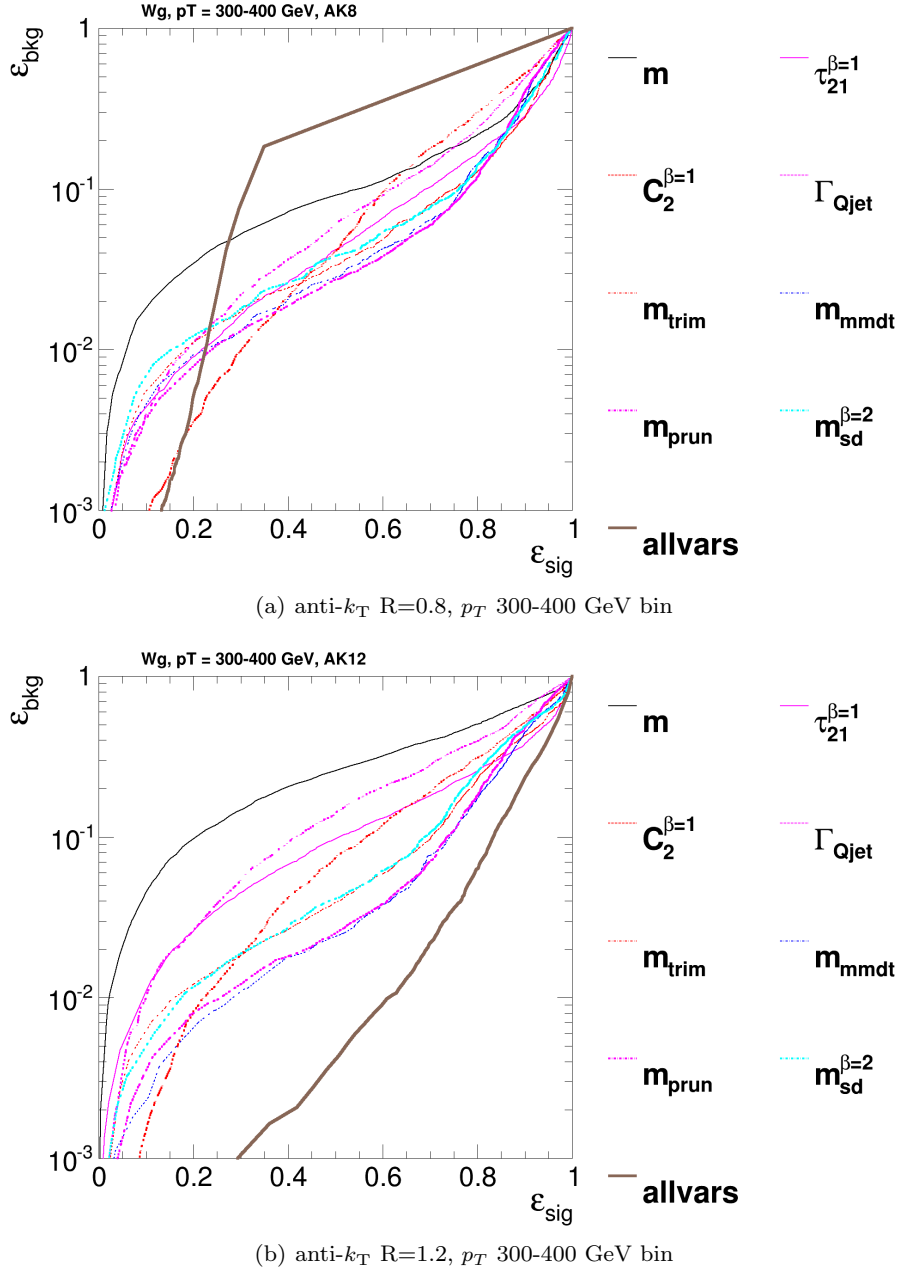 Wg, pT = 300-400 GeV, AK8
ε_bkg
1
10^-1
10^-2
10^-3
0 0.2 0.4 0.6 0.8 1
ε_sig
m
τ_21^β=1
C_2^β=1
Γ_Qjet
m_trim
m_mmdt
m_prun
m_sd^β=2
allvars
(a) anti-k_T R=0.8, p_T 300-400 GeV bin
Wg, pT = 300-400 GeV, AK12
ε_bkg
1
10^-1
10^-2
10^-3
0 0.2 0.4 0.6 0.8 1
ε_sig
m
τ_21^β=1
C_2^β=1
Γ_Qjet
m_trim
m_mmdt
m_prun
m_sd^β=2
allvars
(b) anti-k_T R=1.2, p_T 300-400 GeV bin